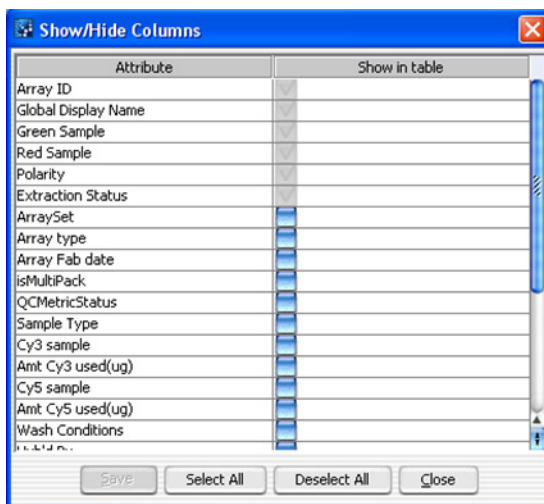 Show/Hide Columns
Attribute Show in table
Array ID
Global Display Name
Green Sample
Red Sample
Polarity
Extraction Status
ArraySet
Array type
Array Fab date
isMultiPack
QCMetricStatus
Sample Type
Cy3 sample
Amt Cy3 used(ug)
Cy5 sample
Amt Cy5 used(ug)
Wash Conditions
Save Select All Deselect All Close